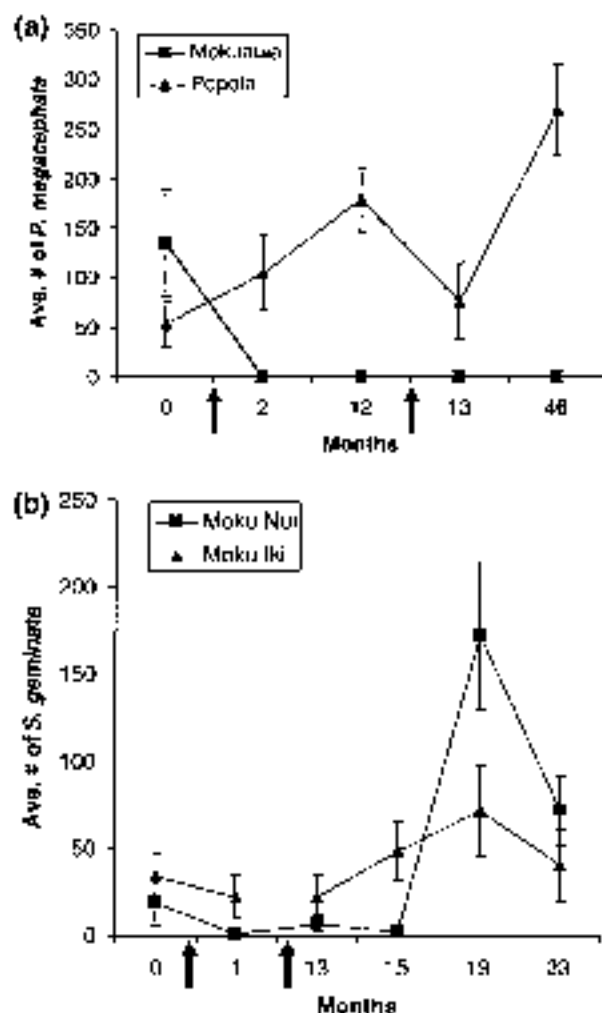 (a)
350
300
250
200
150
100
50
0
Ave. # of P. megacephala
Popoia
0 2 12 13 46
Months
(b)
250
200
150
100
50
0
Ave. # of S. geminata
Moku Nui
Moku Iki
0 1 13 15 19 23
Months